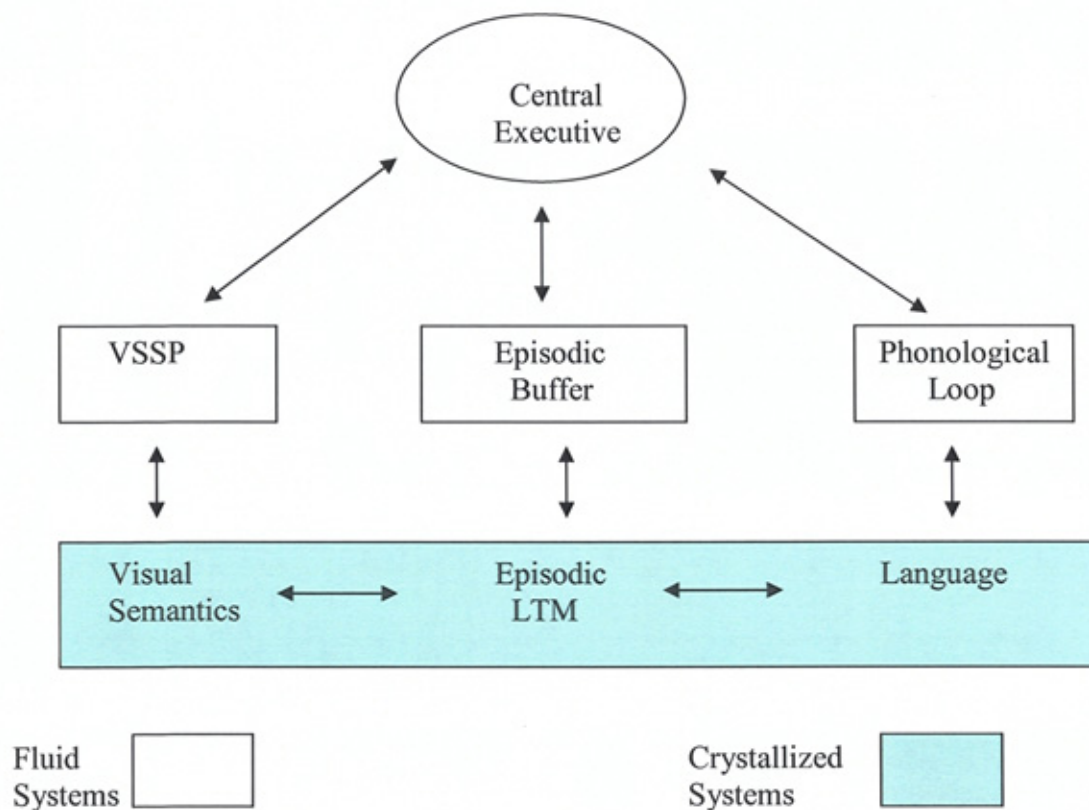 Central
Executive
VSSP
Episodic
Buffer
Phonological
Loop
Visual
Semantics
Episodic
LTM
Language
Fluid
Systems
Crystallized
Systems